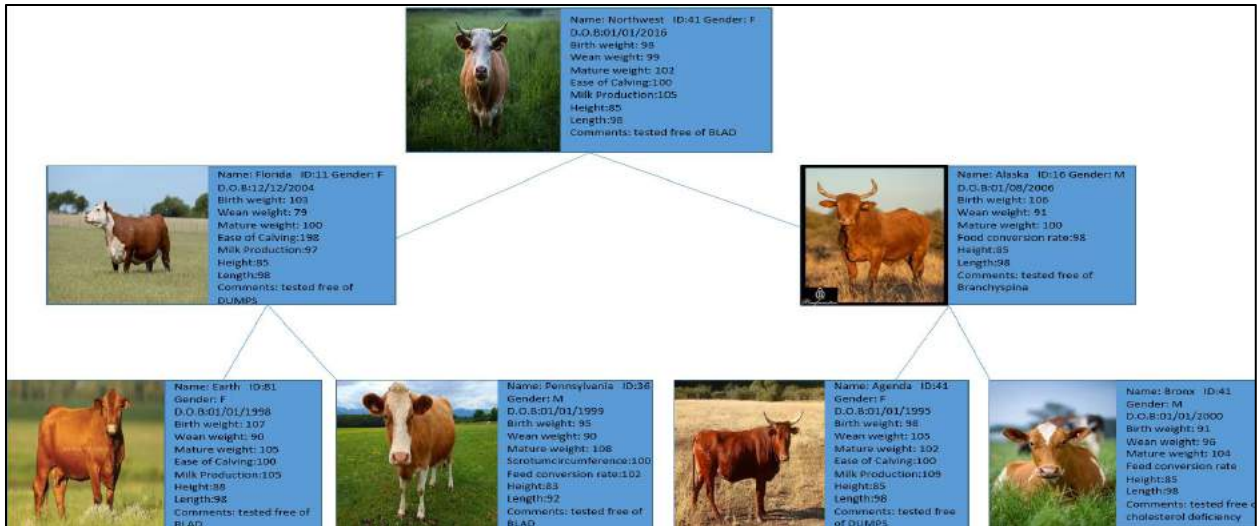 Name: Northwest ID:41 Gender: F
D.O.B:01/01/2016
Birth weight: 98
Wean weight: 99
Mature weight: 102
Ease of Calving:100
Milk Production:105
Height:85
Length:98
Comments: tested free of BLAD
Name: Florida ID:11 Gender: F
D.O.B:12/12/2004
Birth weight: 103
Wean weight: 79
Mature weight: 100
Ease of Calving:198
Milk Production:97
Height:85
Length:98
Comments: tested free of
DUMPS
Name: Alaska ID:16 Gender: M
D.O.B:01/08/2006
Birth weight: 106
Wean weight: 91
Mature weight: 100
Food conversion rate:98
Height:85
Length:98
Comments: tested free of
Branchyspina
Name: Earth ID:81
Gender: F
D.O.B:01/01/1998
Birth weight: 107
Wean weight: 90
Mature weight: 105
Ease of Calving:100
Milk Production:105
Height:88
Length:98
Comments: tested free of
BLAD
Name: Pennsylvania ID:36
Gender: M
D.O.B:01/01/1999
Birth weight: 95
Wean weight: 90
Mature weight: 108
Scrotumcircumference:100
Feed conversion rate:102
Height:83
Length:92
Comments: tested free of
BLAD
Name: Agenda ID:41
Gender: F
D.O.B:01/01/1995
Birth weight: 98
Wean weight: 105
Mature weight: 102
Ease of Calving:100
Milk Production:109
Height:85
Length:98
Comments: tested free
of DUMPS
Name: Bronx ID:41
Gender: M
D.O.B:01/01/2000
Birth weight: 91
Wean weight: 96
Mature weight: 104
Feed conversion rate
Height:85
Length:98
Comments: tested free of
cholesterol deficiency